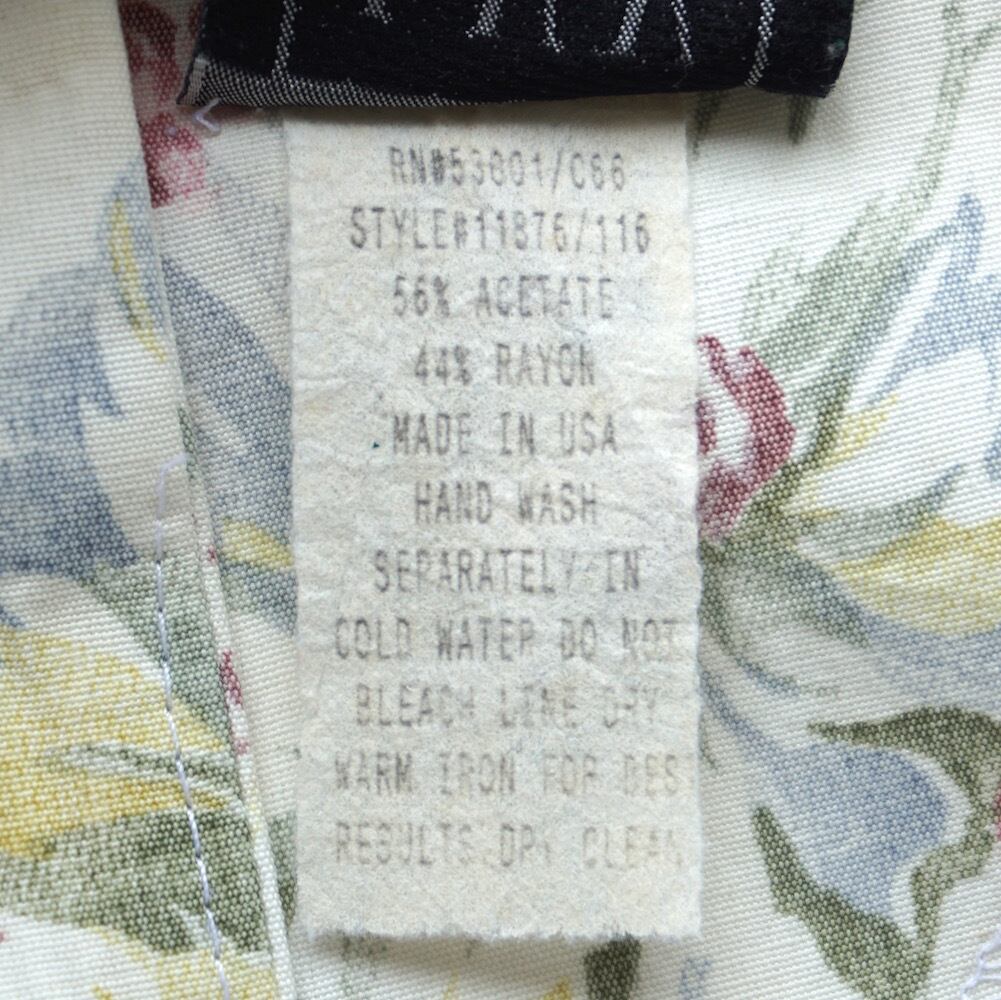 RN#53001/C66
STYLE#11876/116
56% ACETATE
44% RAYON
MADE IN USA
HAND WASH
SEPARATELY IN
COLD WATER DO NOT
BLEACH LINE DRY
WARM IRON FOR BES
RESULTS DRY CLEAN